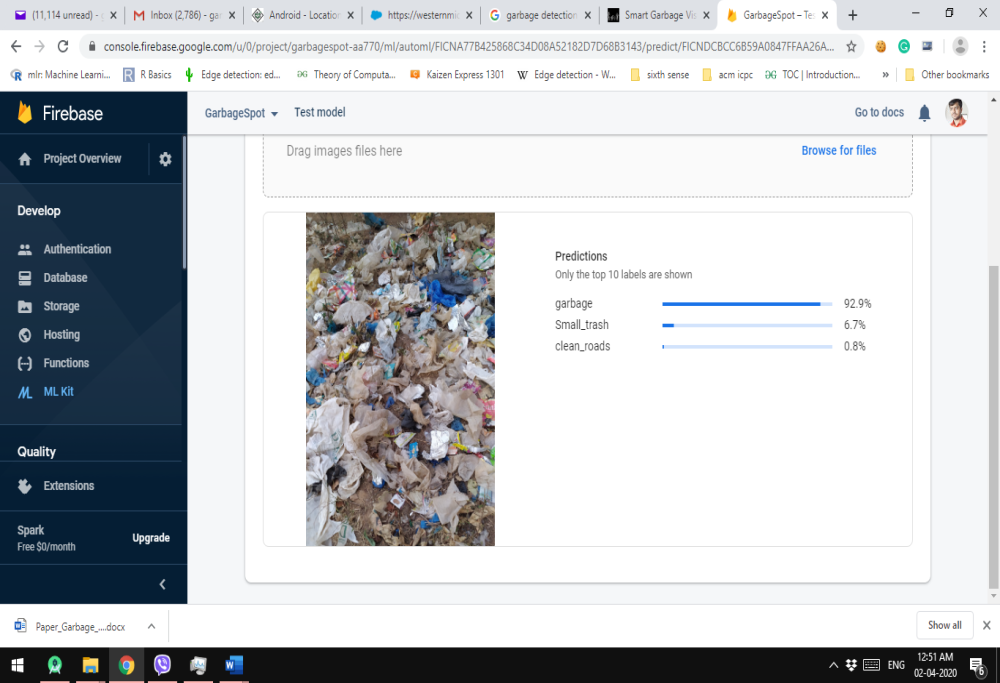 (11,114 unread) - g
Inbox (2,786) - gar
Android - Location
https://westernmic
garbage detection
Smart Garbage Vis
GarbageSpot – Tes
console.firebase.google.com/u/0/project/garbagespot-aa770/ml/automl/FICNA77B425868C34D08A52182D7D68B3143/predict/FICNDCBCC6B59A0847FFAA26A...
mlr: Machine Learni...
R Basics
Edge detection: ed...
Theory of Computa...
Kaizen Express 1301
Edge detection - W...
sixth sense
acm icpc
TOC | Introduction...
»
Other bookmarks
Firebase
GarbageSpot
Test model
Go to docs
Project Overview
Drag images files here
Browse for files
Develop
Authentication
Database
Storage
Hosting
Functions
ML Kit
Quality
Extensions
Spark
Free $0/month
Upgrade
Predictions
Only the top 10 labels are shown
garbage 92.9%
Small_trash 6.7%
clean_roads 0.8%
Paper_Garbage_....docx
Show all
ENG
12:51 AM
02-04-2020
6